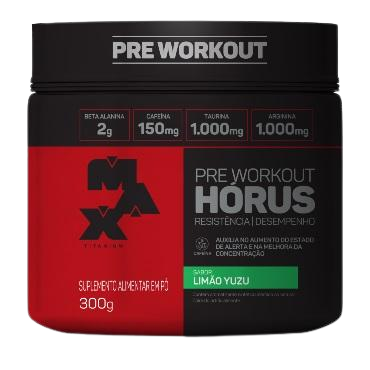 PRE WORKOUT
BETA ALANINA
2g
CAFEÍNA
150mg
TAURINA
1.000mg
ARGININA
1.000mg
MAX
TITANIUM
SUPLEMENTO ALIMENTAR EM PÓ
300g
PRE WORKOUT
HÓRUS
RESISTÊNCIA | DESEMPENHO
CAFEÍNA
AUXILIA NO AUMENTO DO ESTADO
DE ALERTA E NA MELHORA DA
CONCENTRAÇÃO
SABOR
LIMÃO YUZU